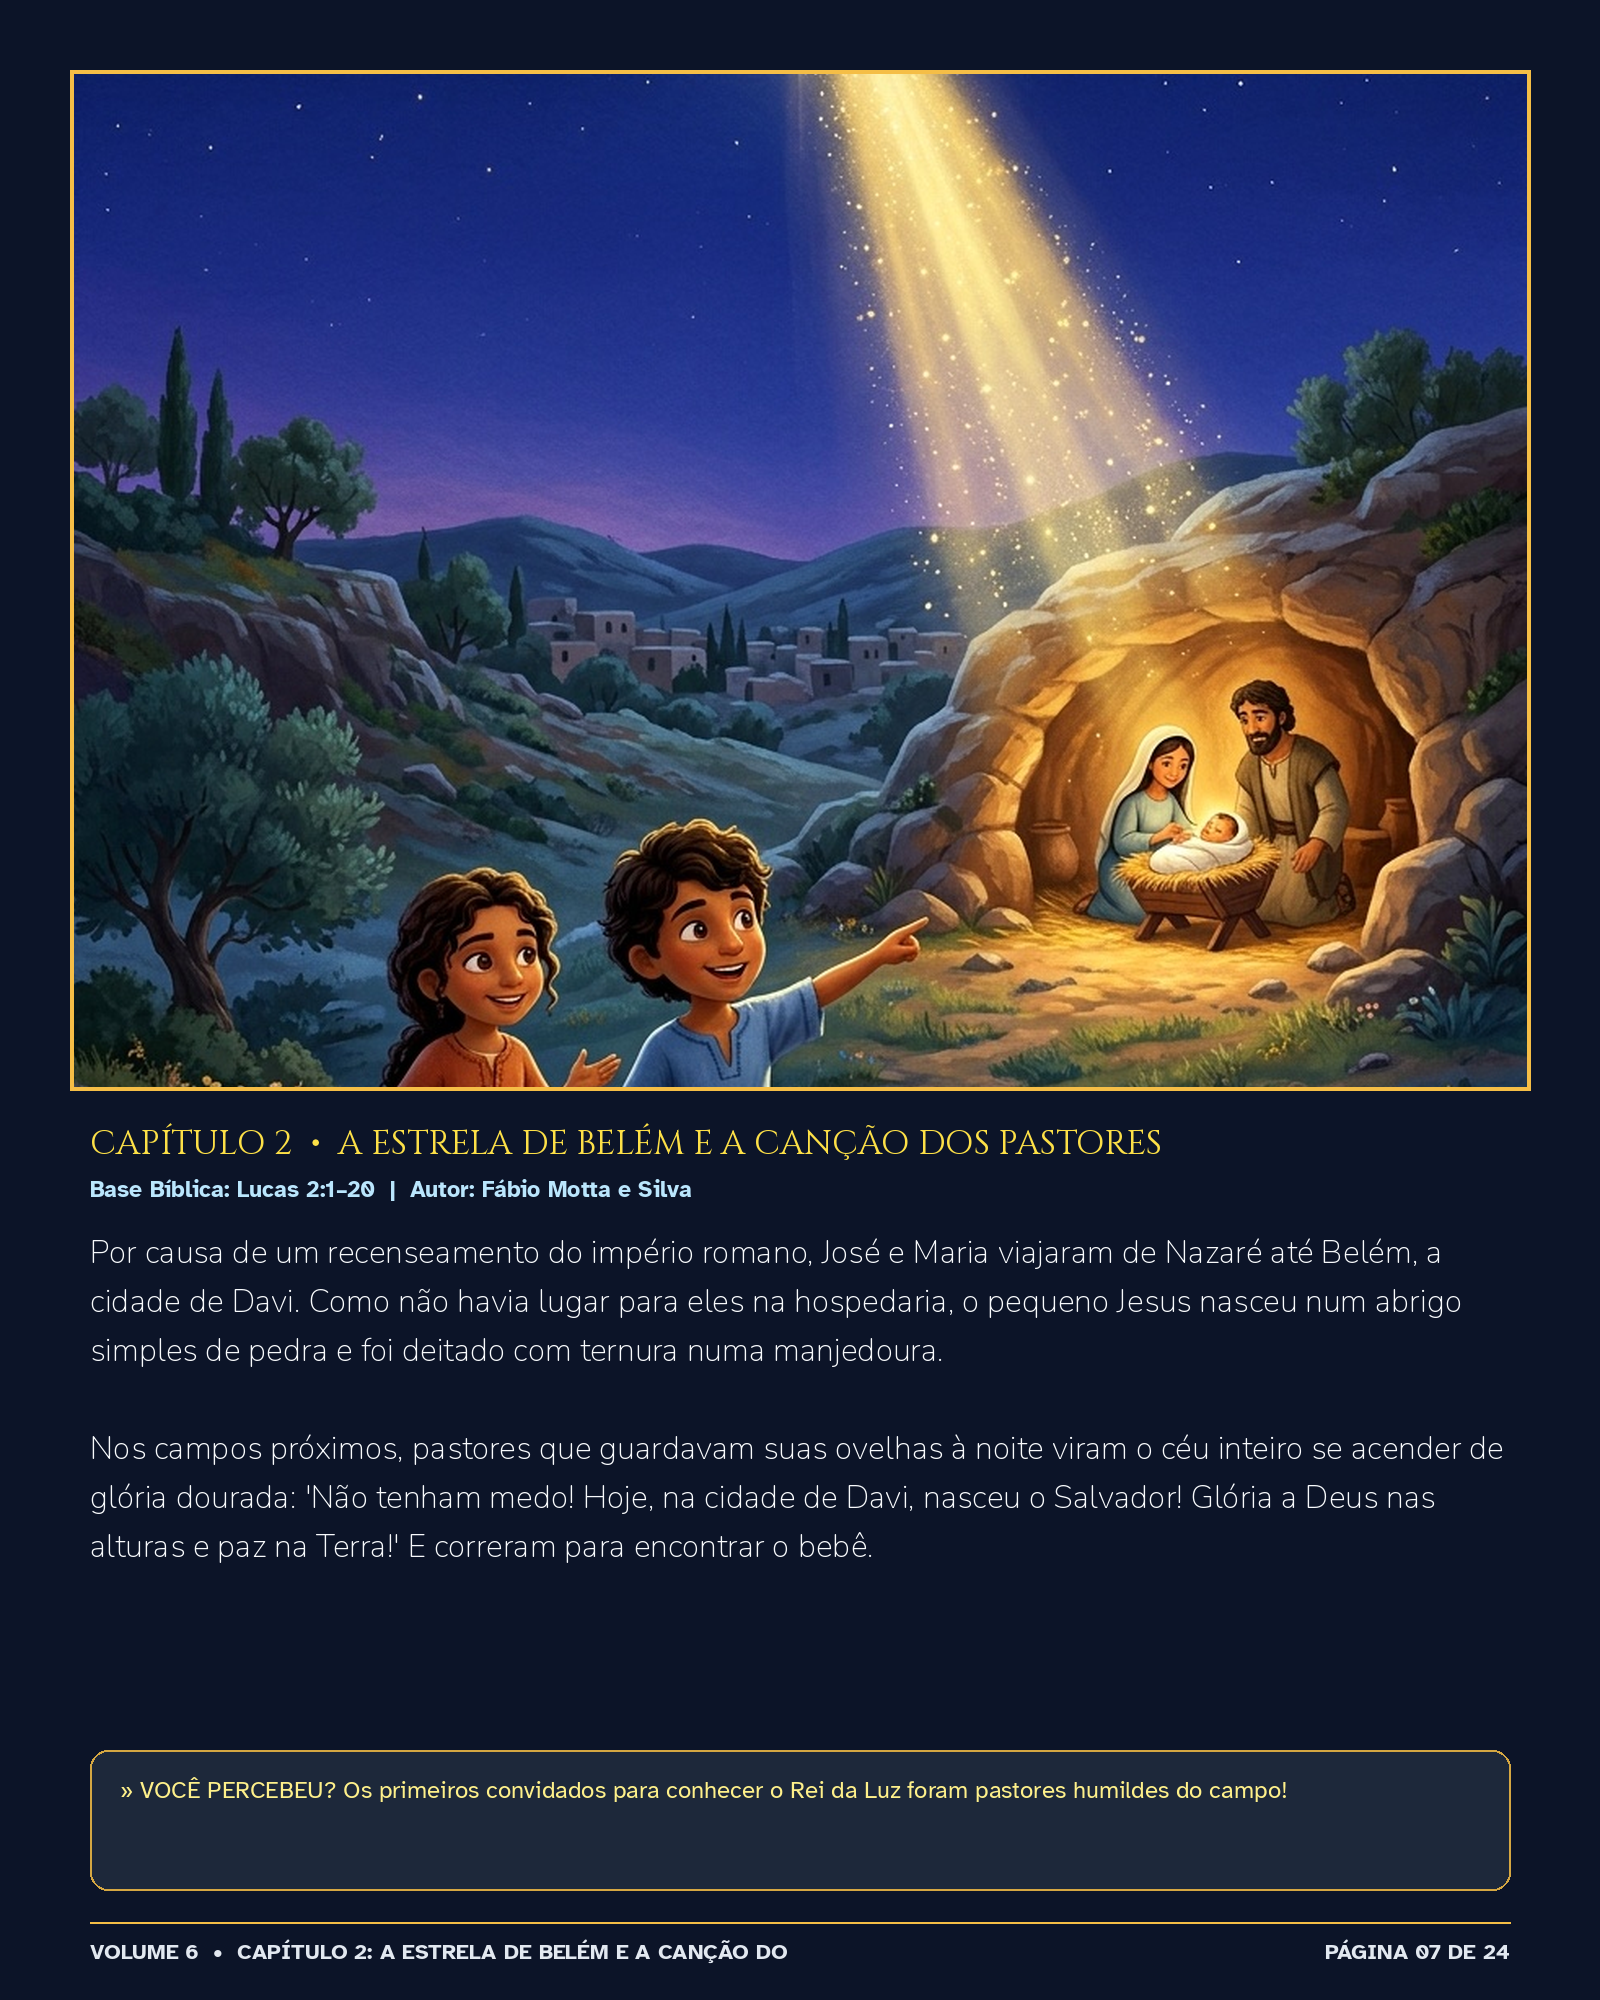 CAPÍTULO 2 • A ESTRELA DE BELÉM E A CANÇÃO DOS PASTORES
Base Bíblica: Lucas 2:1–20 | Autor: Fábio Motta e Silva
Por causa de um recenseamento do império romano, José e Maria viajaram de Nazaré até Belém, a
cidade de Davi. Como não havia lugar para eles na hospedaria, o pequeno Jesus nasceu num abrigo
simples de pedra e foi deitado com ternura numa manjedoura.
Nos campos próximos, pastores que guardavam suas ovelhas à noite viram o céu inteiro se acender de
glória dourada: 'Não tenham medo! Hoje, na cidade de Davi, nasceu o Salvador! Glória a Deus nas
alturas e paz na Terra!' E correram para encontrar o bebê.
» VOCÊ PERCEBEU? Os primeiros convidados para conhecer o Rei da Luz foram pastores humildes do campo!
VOLUME 6 • CAPÍTULO 2: A ESTRELA DE BELÉM E A CANÇÃO DO
PÁGINA 07 DE 24